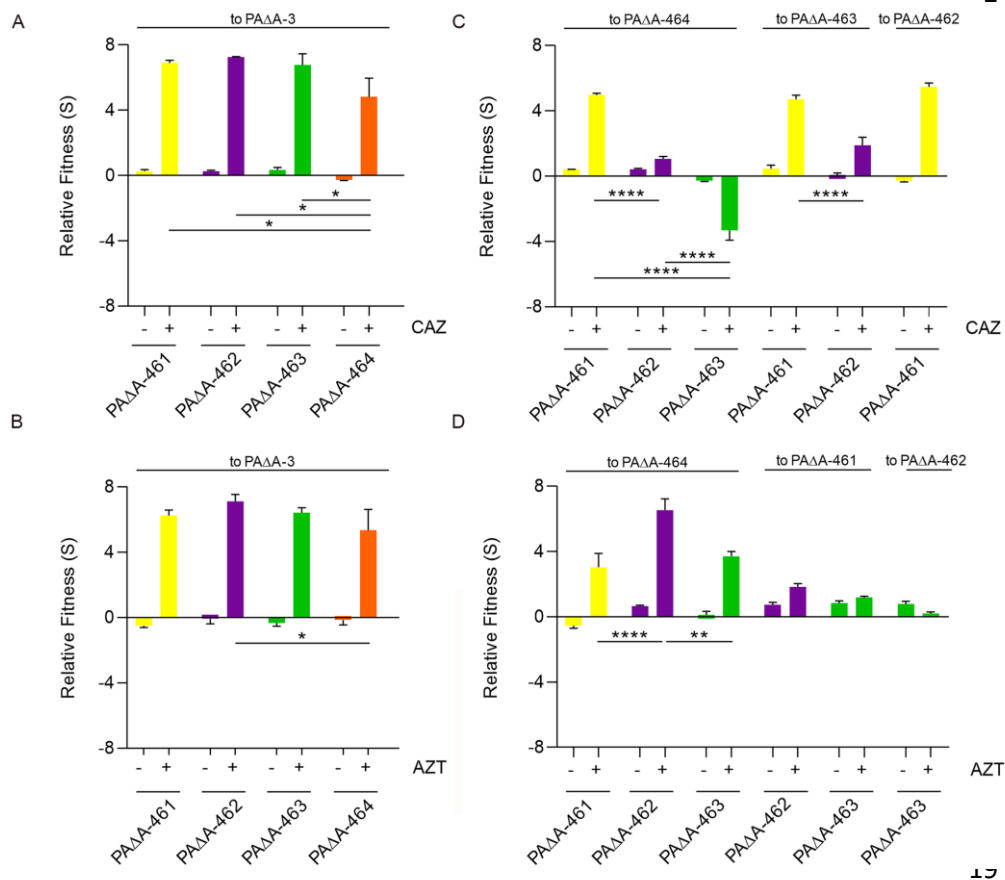 A
to PAΔA-3
Relative Fitness (S)
8
4
0
-4
-8
*
*
*
- + - + - + - + CAZ
PAΔA-461 PAΔA-462 PAΔA-463 PAΔA-464
C
to PAΔA-464 to PAΔA-463 to PAΔA-462
Relative Fitness (S)
8
4
0
-4
-8
**** ****
****
****
- + - + - + - + - + - + CAZ
PAΔA-461 PAΔA-462 PAΔA-463 PAΔA-461 PAΔA-462 PAΔA-461
B
to PAΔA-3
Relative Fitness (S)
8
4
0
-4
-8
*
- + - + - + - + AZT
PAΔA-461 PAΔA-462 PAΔA-463 PAΔA-464
D
to PAΔA-464 to PAΔA-461 to PAΔA-462
Relative Fitness (S)
8
4
0
-4
-8
**** **
- + - + - + - + - + - + AZT
PAΔA-461 PAΔA-462 PAΔA-463 PAΔA-462 PAΔA-463 PAΔA-463